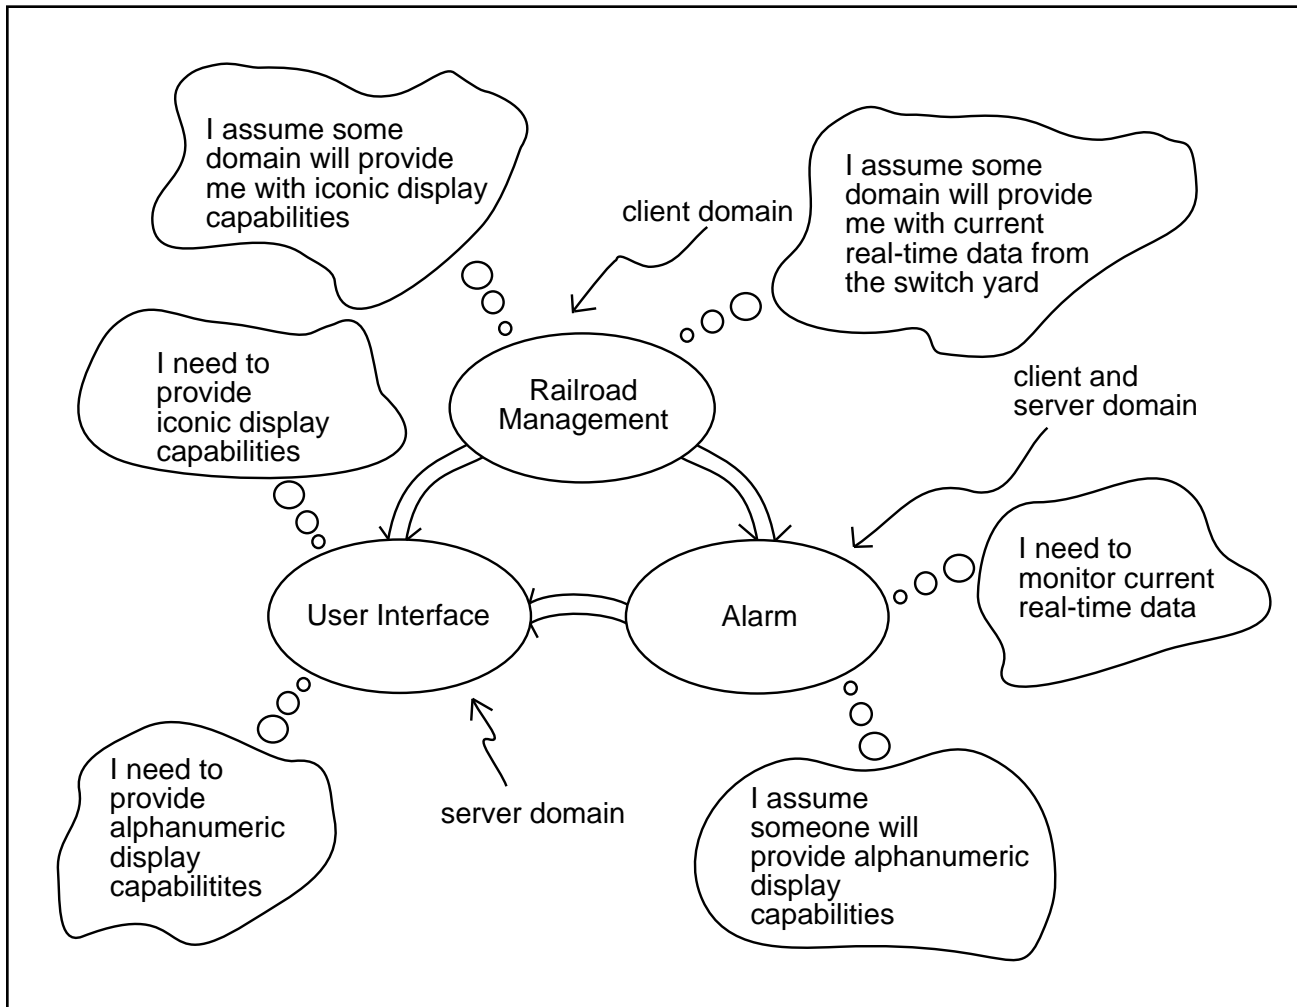 I assume some
domain will provide
me with iconic display
capabilities
client domain
I assume some
domain will provide
me with current
real-time data from
the switch yard
I need to
provide
iconic display
capabilities
Railroad
Management
client and
server domain
User Interface
Alarm
I need to
monitor current
real-time data
I need to
provide
alphanumeric
display
capabilitites
server domain
I assume
someone will
provide alphanumeric
display
capabilities